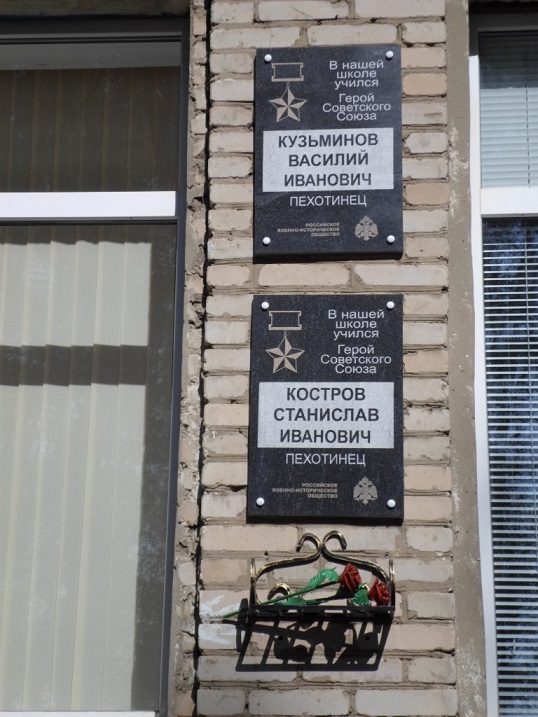 В нашей
школе
учился
Герой
Советского
Союза
КУЗЬМИНОВ
ВАСИЛИЙ
ИВАНОВИЧ
ПЕХОТИНЕЦ
РОССИЙСКОЕ
ВОЕННО-ИСТОРИЧЕСКОЕ
ОБЩЕСТВО
В нашей
школе
учился
Герой
Советского
Союза
КОСТРОВ
СТАНИСЛАВ
ИВАНОВИЧ
ПЕХОТИНЕЦ
РОССИЙСКОЕ
ВОЕННО-ИСТОРИЧЕСКОЕ
ОБЩЕСТВО